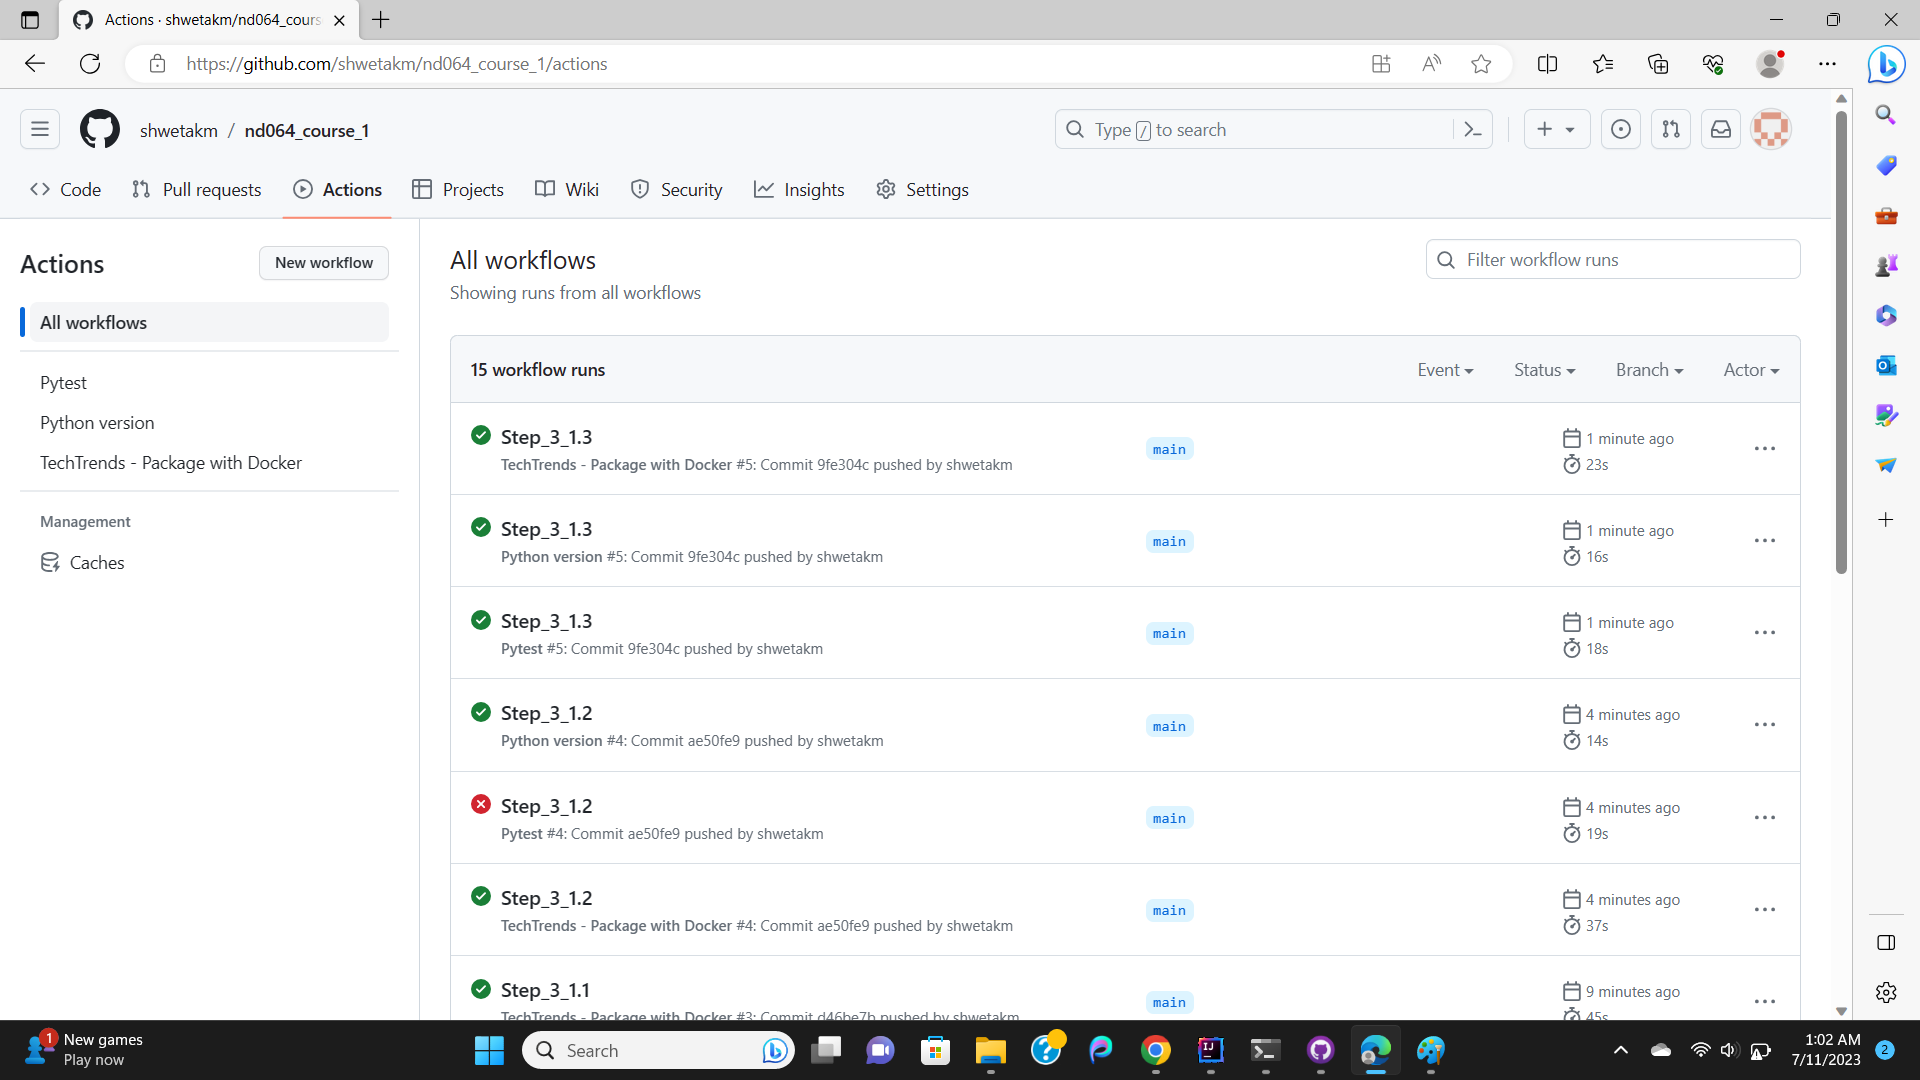 Actions · shwetakm/nd064_cours
https://github.com/shwetakm/nd064_course_1/actions
shwetakm / nd064_course_1
Type / to search
Code
Pull requests
Actions
Projects
Wiki
Security
Insights
Settings
Actions
New workflow
All workflows
Pytest
Python version
TechTrends - Package with Docker
Management
Caches
All workflows
Showing runs from all workflows
Filter workflow runs
15 workflow runs
Event
Status
Branch
Actor
Step_3_1.3
TechTrends - Package with Docker #5: Commit 9fe304c pushed by shwetakm
main
1 minute ago
23s
Step_3_1.3
Python version #5: Commit 9fe304c pushed by shwetakm
main
1 minute ago
16s
Step_3_1.3
Pytest #5: Commit 9fe304c pushed by shwetakm
main
1 minute ago
18s
Step_3_1.2
Python version #4: Commit ae50fe9 pushed by shwetakm
main
4 minutes ago
14s
Step_3_1.2
Pytest #4: Commit ae50fe9 pushed by shwetakm
main
4 minutes ago
19s
Step_3_1.2
TechTrends - Package with Docker #4: Commit ae50fe9 pushed by shwetakm
main
4 minutes ago
37s
Step_3_1.1
TechTrends - Package with Docker #3: Commit d46be7b pushed by shwetakm
main
9 minutes ago
45s
1
New games
Play now
Search
1:02 AM
7/11/2023
2